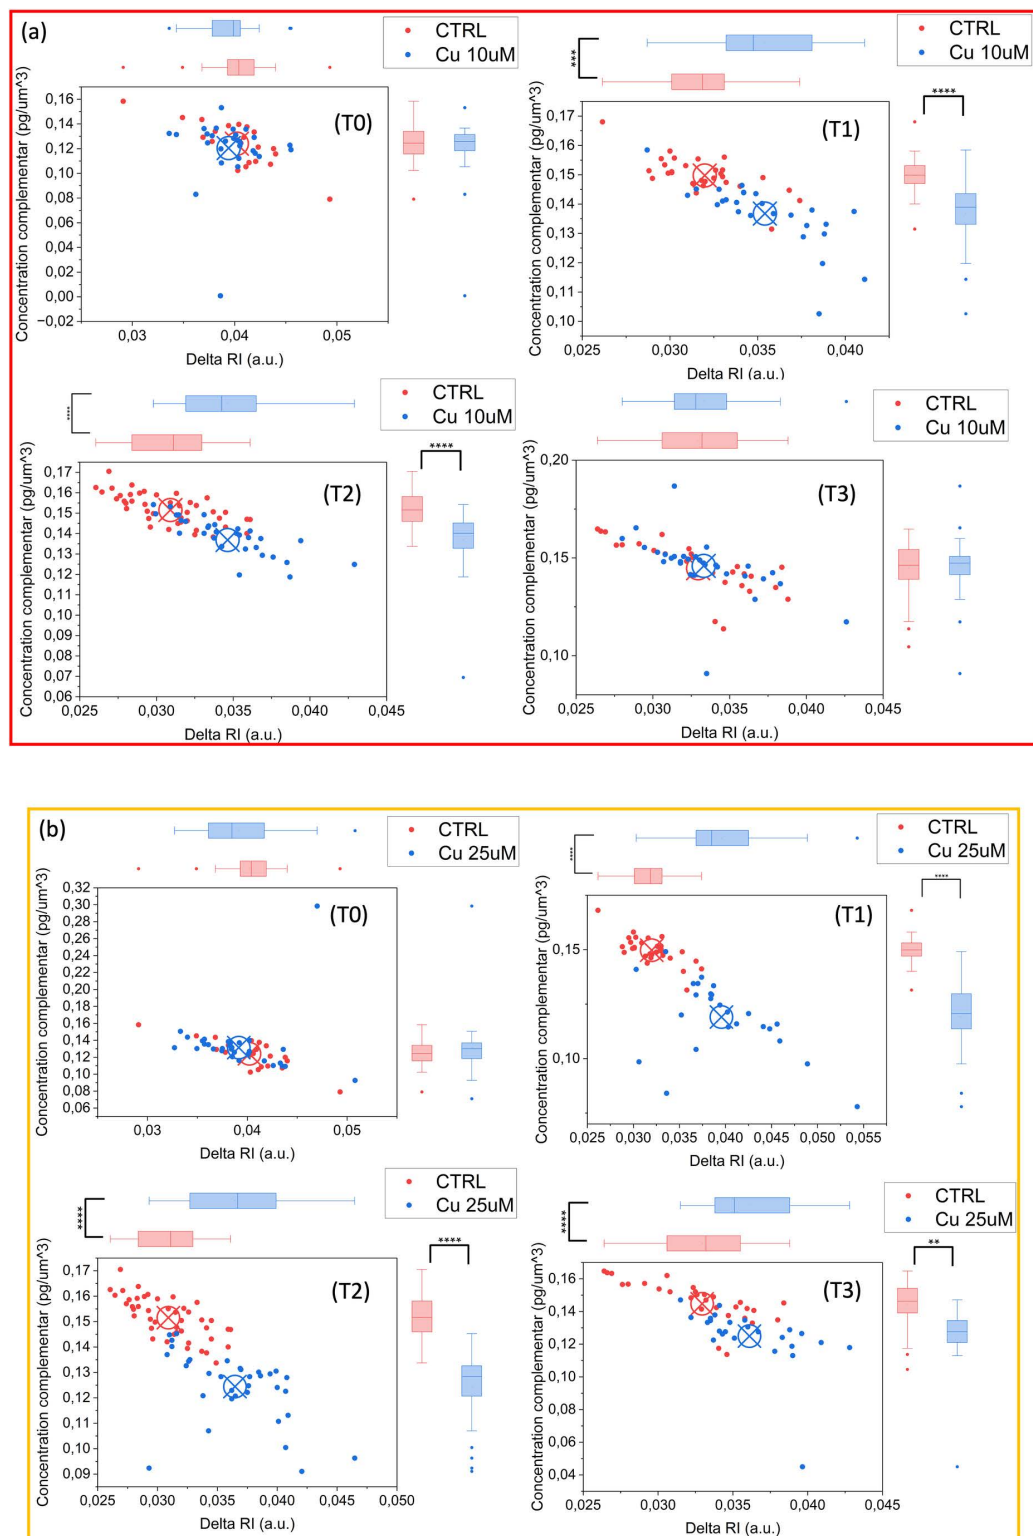 (a)
CTRL
Cu 10uM
(T0)
Concentration complementar (pg/um^3)
0,16
0,14
0,12
0,10
0,08
0,06
0,04
0,02
0,00
−0,02
0,03
0,04
0,05
Delta RI (a.u.)
CTRL
Cu 10uM
***
****
(T1)
Concentration complementar (pg/um^3)
0,17
0,16
0,15
0,14
0,13
0,12
0,11
0,10
0,025
0,030
0,035
0,040
Delta RI (a.u.)
CTRL
Cu 10uM
****
****
(T2)
Concentration complementar (pg/um^3)
0,17
0,16
0,15
0,14
0,13
0,12
0,11
0,10
0,09
0,08
0,07
0,06
0,025
0,030
0,035
0,040
0,045
Delta RI (a.u.)
CTRL
Cu 10uM
(T3)
Concentration complementar (pg/um^3)
0,20
0,15
0,10
0,025
0,030
0,035
0,040
0,045
Delta RI (a.u.)
(b)
CTRL
Cu 25uM
(T0)
Concentration complementar (pg/um^3)
0,32
0,30
0,28
0,26
0,24
0,22
0,20
0,18
0,16
0,14
0,12
0,10
0,08
0,06
0,03
0,04
0,05
Delta RI (a.u.)
CTRL
Cu 25uM
****
****
(T1)
Concentration complementar (pg/um^3)
0,15
0,10
0,025
0,030
0,035
0,040
0,045
0,050
0,055
Delta RI (a.u.)
CTRL
Cu 25uM
****
****
(T2)
Concentration complementar (pg/um^3)
0,17
0,16
0,15
0,14
0,13
0,12
0,11
0,10
0,09
0,025
0,030
0,035
0,040
0,045
0,050
Delta RI (a.u.)
CTRL
Cu 25uM
****
**
(T3)
Concentration complementar (pg/um^3)
0,16
0,14
0,12
0,10
0,08
0,06
0,04
0,025
0,030
0,035
0,040
0,045
Delta RI (a.u.)